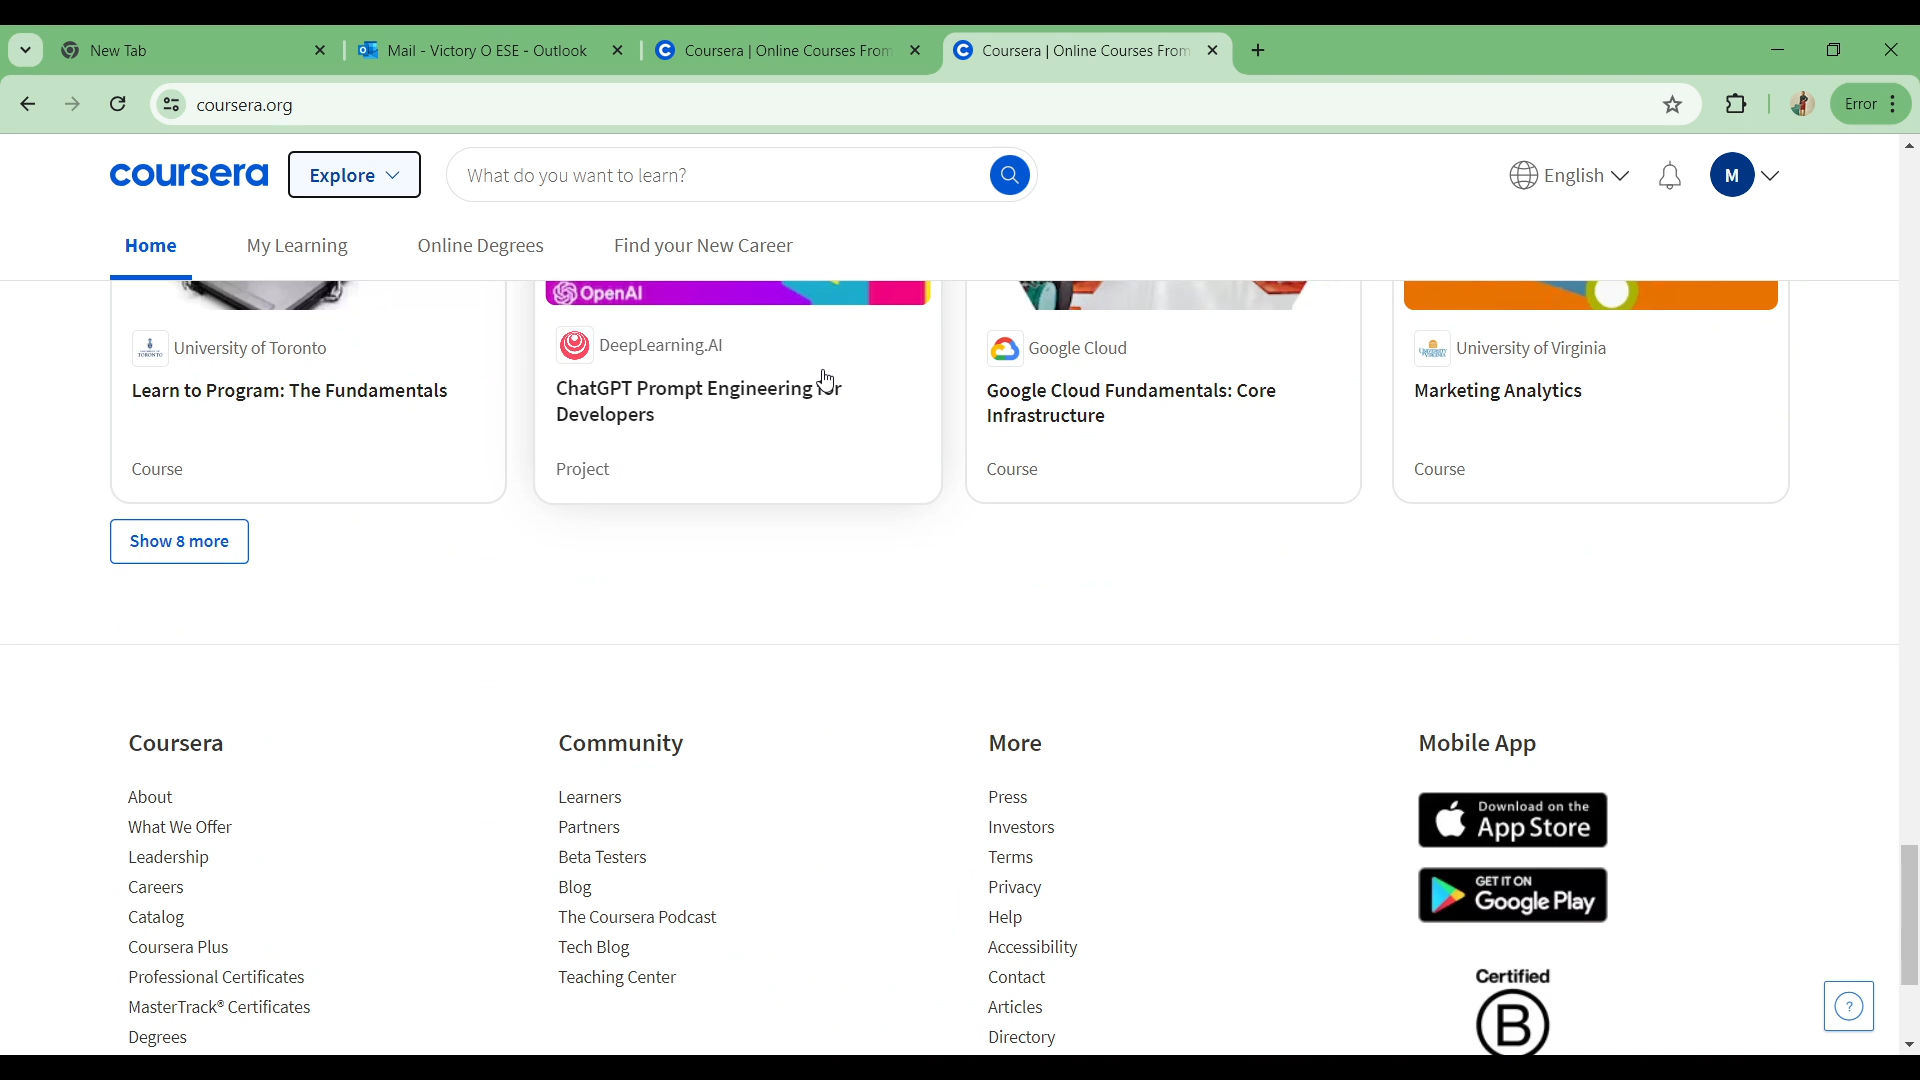 New Tab
Mail - Victory O ESE - Outlook
Coursera | Online Courses From
Coursera | Online Courses From
coursera.org
Error
coursera
Explore
What do you want to learn?
English
M
Home
My Learning
Online Degrees
Find your New Career
OpenAI
University of Toronto
Learn to Program: The Fundamentals
Course
DeepLearning.AI
ChatGPT Prompt Engineering for
Developers
Project
Google Cloud
Google Cloud Fundamentals: Core
Infrastructure
Course
University of Virginia
Marketing Analytics
Course
Show 8 more
Coursera
About
What We Offer
Leadership
Careers
Catalog
Coursera Plus
Professional Certificates
MasterTrack® Certificates
Degrees
Community
Learners
Partners
Beta Testers
Blog
The Coursera Podcast
Tech Blog
Teaching Center
More
Press
Investors
Terms
Privacy
Help
Accessibility
Contact
Articles
Directory
Mobile App
Download on the
App Store
GET IT ON
Google Play
Certified
B
?